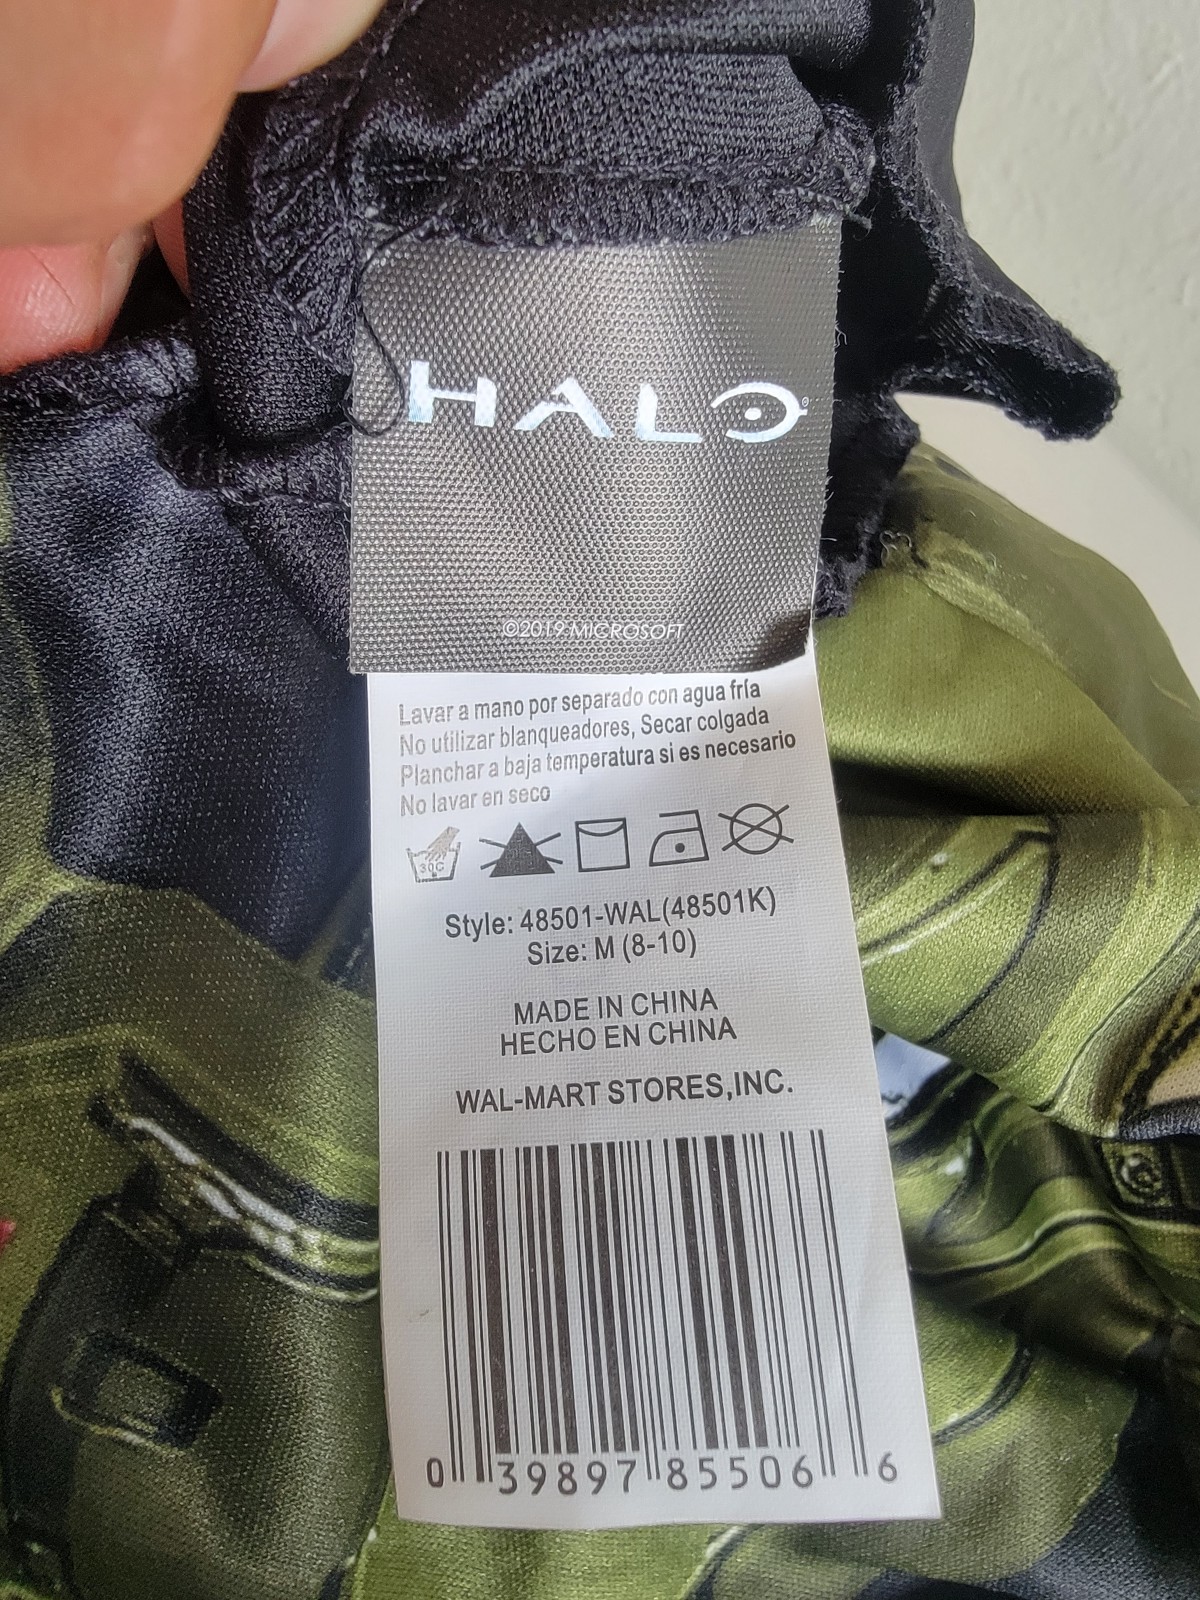 HALO®
©2019 MICROSOFT
Lavar a mano por separado con agua fría
No utilizar blanqueadores, Secar colgada
Planchar a baja temperatura si es necesario
No lavar en seco
30C
Style: 48501-WAL(48501K)
Size: M (8-10)
MADE IN CHINA
HECHO EN CHINA
WAL-MART STORES,INC.
0 39897 85506 6